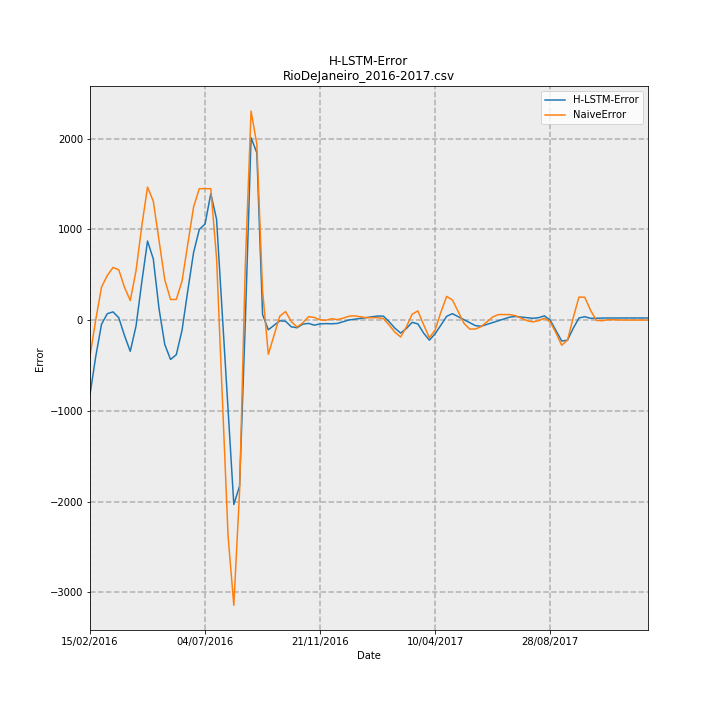 H-LSTM-Error
RioDeJaneiro_2016-2017.csv
H-LSTM-Error
NaiveError
2000
1000
0
−1000
−2000
−3000
Error
15/02/2016 04/07/2016 21/11/2016 10/04/2017 28/08/2017
Date